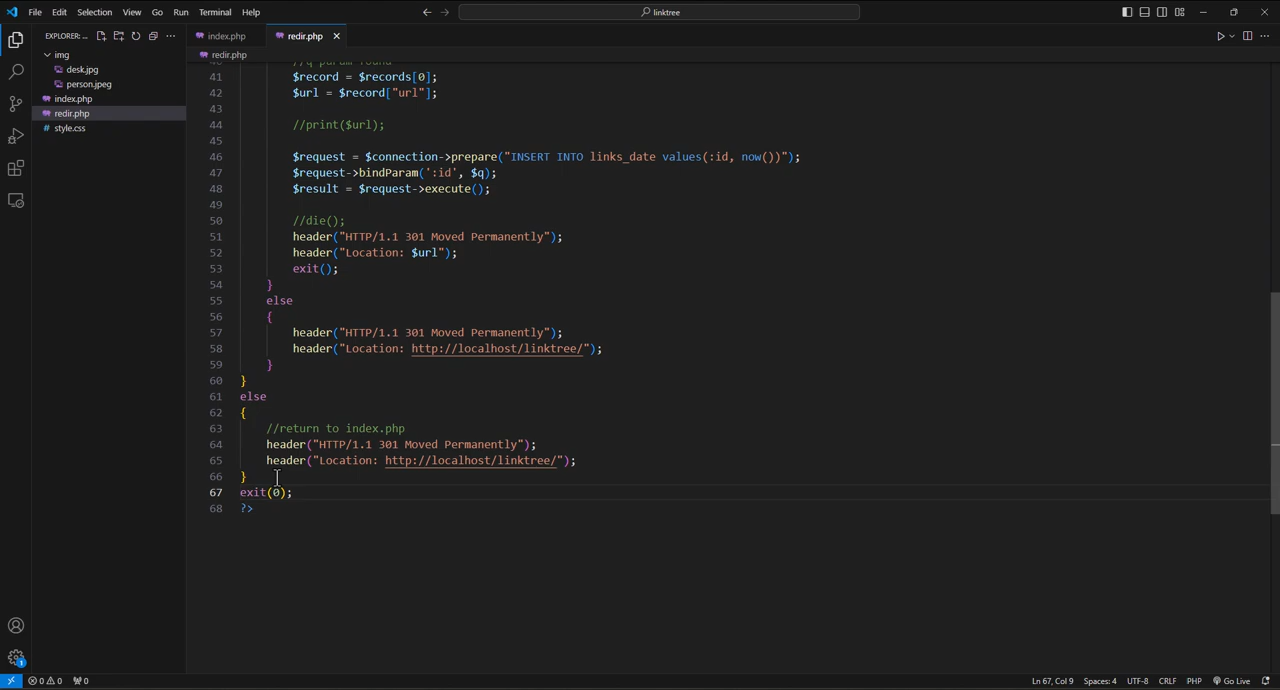 File Edit Selection View Go Run Terminal Help
linktree
EXPLORER: ...
img
desk.jpg
person.jpeg
index.php
redir.php
# style.css
index.php
redir.php
redir.php
//q param found
41 $record = $records[0];
42 $url = $record["url"];
43
44 //print($url);
45
46 $request = $connection->prepare("INSERT INTO links_date values(:id, now())");
47 $request->bindParam(':id', $q);
48 $result = $request->execute();
49
50 //die();
51 header("HTTP/1.1 301 Moved Permanently");
52 header("Location: $url");
53 exit();
54 }
55 else
56 {
57 header("HTTP/1.1 301 Moved Permanently");
58 header("Location: http://localhost/linktree/");
59 }
60 }
61 else
62 {
63 //return to index.php
64 header("HTTP/1.1 301 Moved Permanently");
65 header("Location: http://localhost/linktree/");
66 }
67 exit(0);
68 ?>
1
0 0 0
Ln 67, Col 9 Spaces: 4 UTF-8 CRLF PHP Go Live